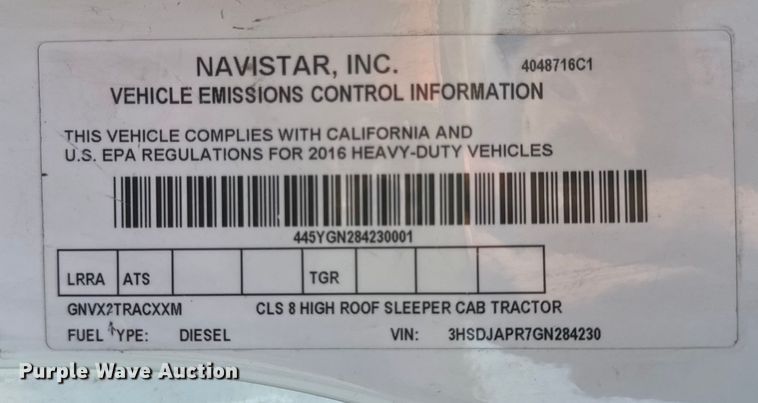 NAVISTAR, INC. 4048716C1
VEHICLE EMISSIONS CONTROL INFORMATION
THIS VEHICLE COMPLIES WITH CALIFORNIA AND
U.S. EPA REGULATIONS FOR 2016 HEAVY-DUTY VEHICLES
445YGN284230001
LRRA ATS TGR
GNVX2TRACXXM CLS 8 HIGH ROOF SLEEPER CAB TRACTOR
FUEL TYPE: DIESEL VIN: 3HSDJAPR7GN284230
Purple Wave Auction